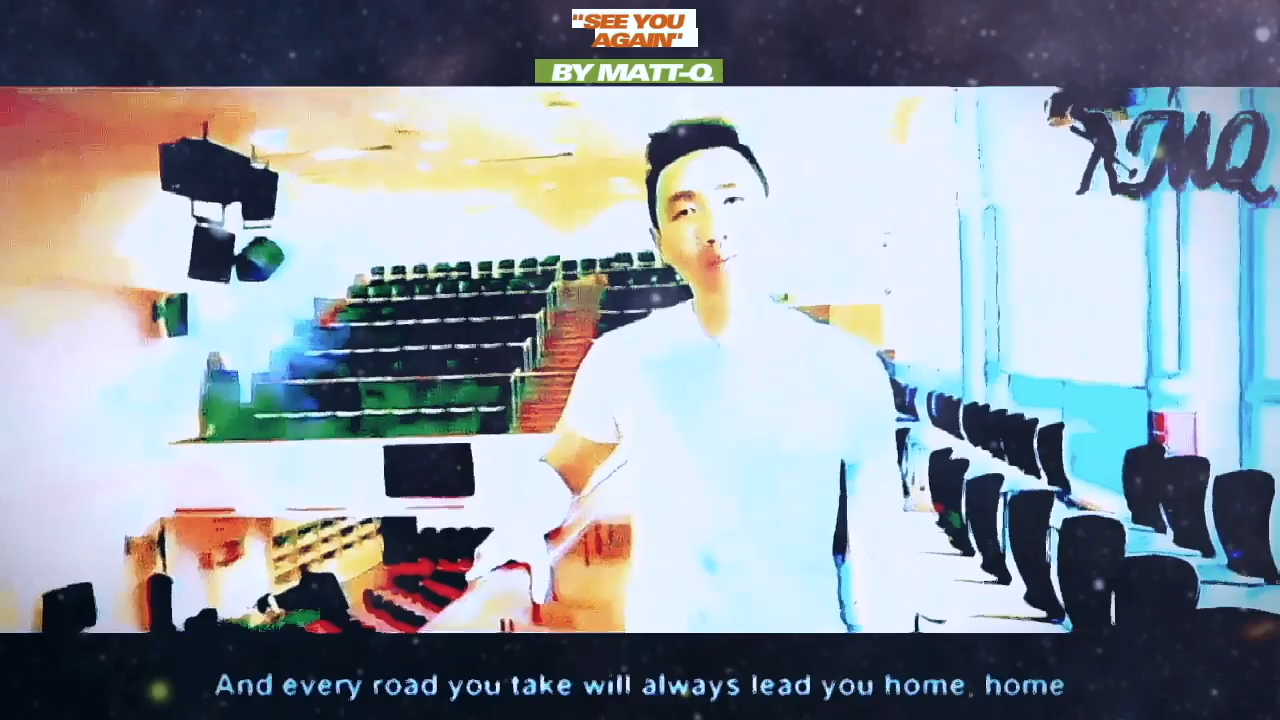 "SEE YOU
AGAIN"
BY MATT-Q
And every road you take will always lead you home, home